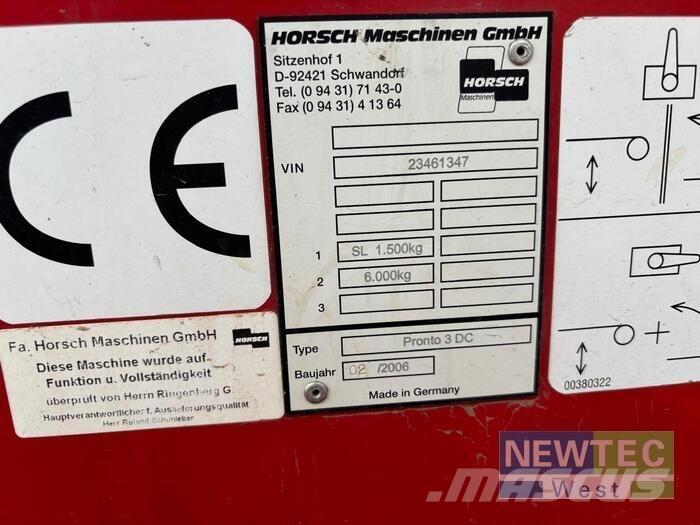 CE
HORSCH Maschinen GmbH
Sitzenhof 1
D-92421 Schwandorf
Tel. (0 94 31) 71 43-0
Fax (0 94 31) 4 13 64
HORSCH
Maschinen
VIN 23461347
1 SL 1.500kg
2 6.000kg
3
Type Pronto 3 DC
Baujahr 02 /2006
Made in Germany
Fa. Horsch Maschinen GmbH
HORSCH
Diese Maschine wurde auf
Funktion u. Vollständigkeit
überprüft von Herrn Ringenberg G.
Hauptverantwortlicher f. Auslieferungsqualität
Herr Roland
00380322
NEWTEC
West
MASCUS